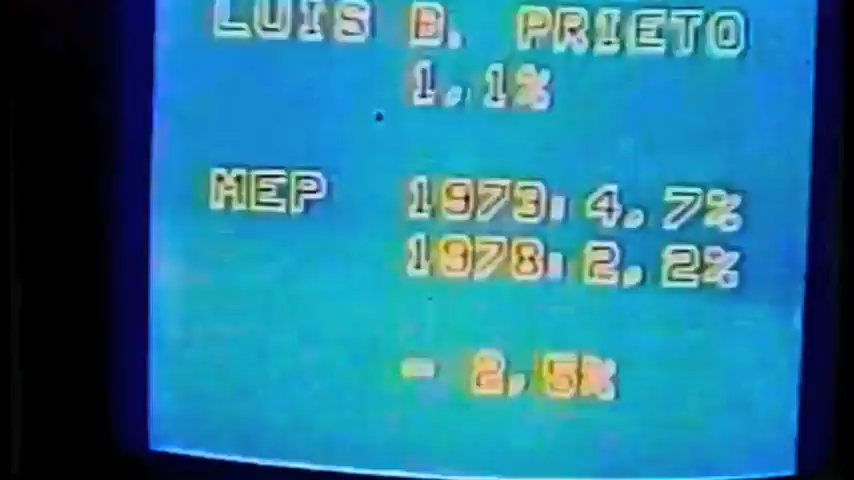 LUIS B. PRIETO
1,1%
MEP 1973: 4,7%
1978: 2,2%
- 2,5%